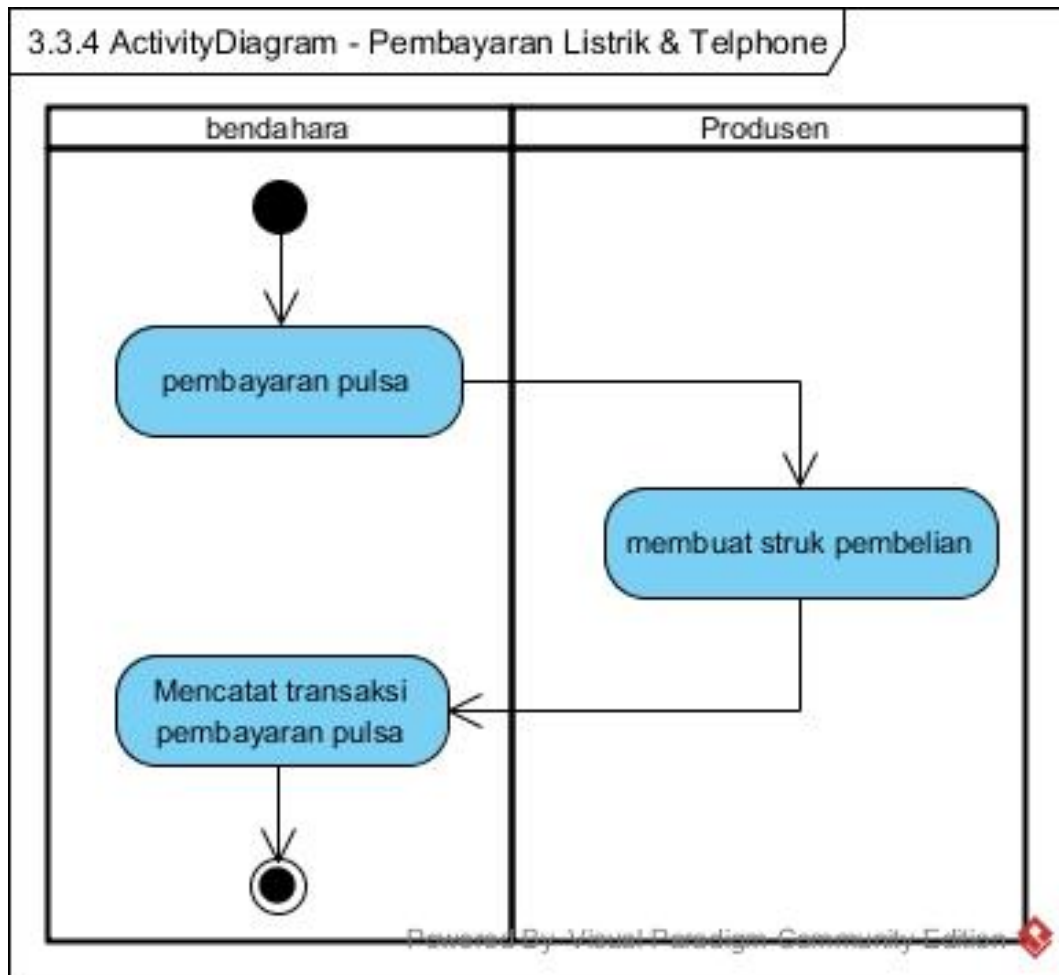 3.3.4 ActivityDiagram - Pembayaran Listrik & Telphone
bendahara
Produsen
pembayaran pulsa
membuat struk pembelian
Mencatat transaksi
pembayaran pulsa
Powered By Visual Paradigm Community Edition